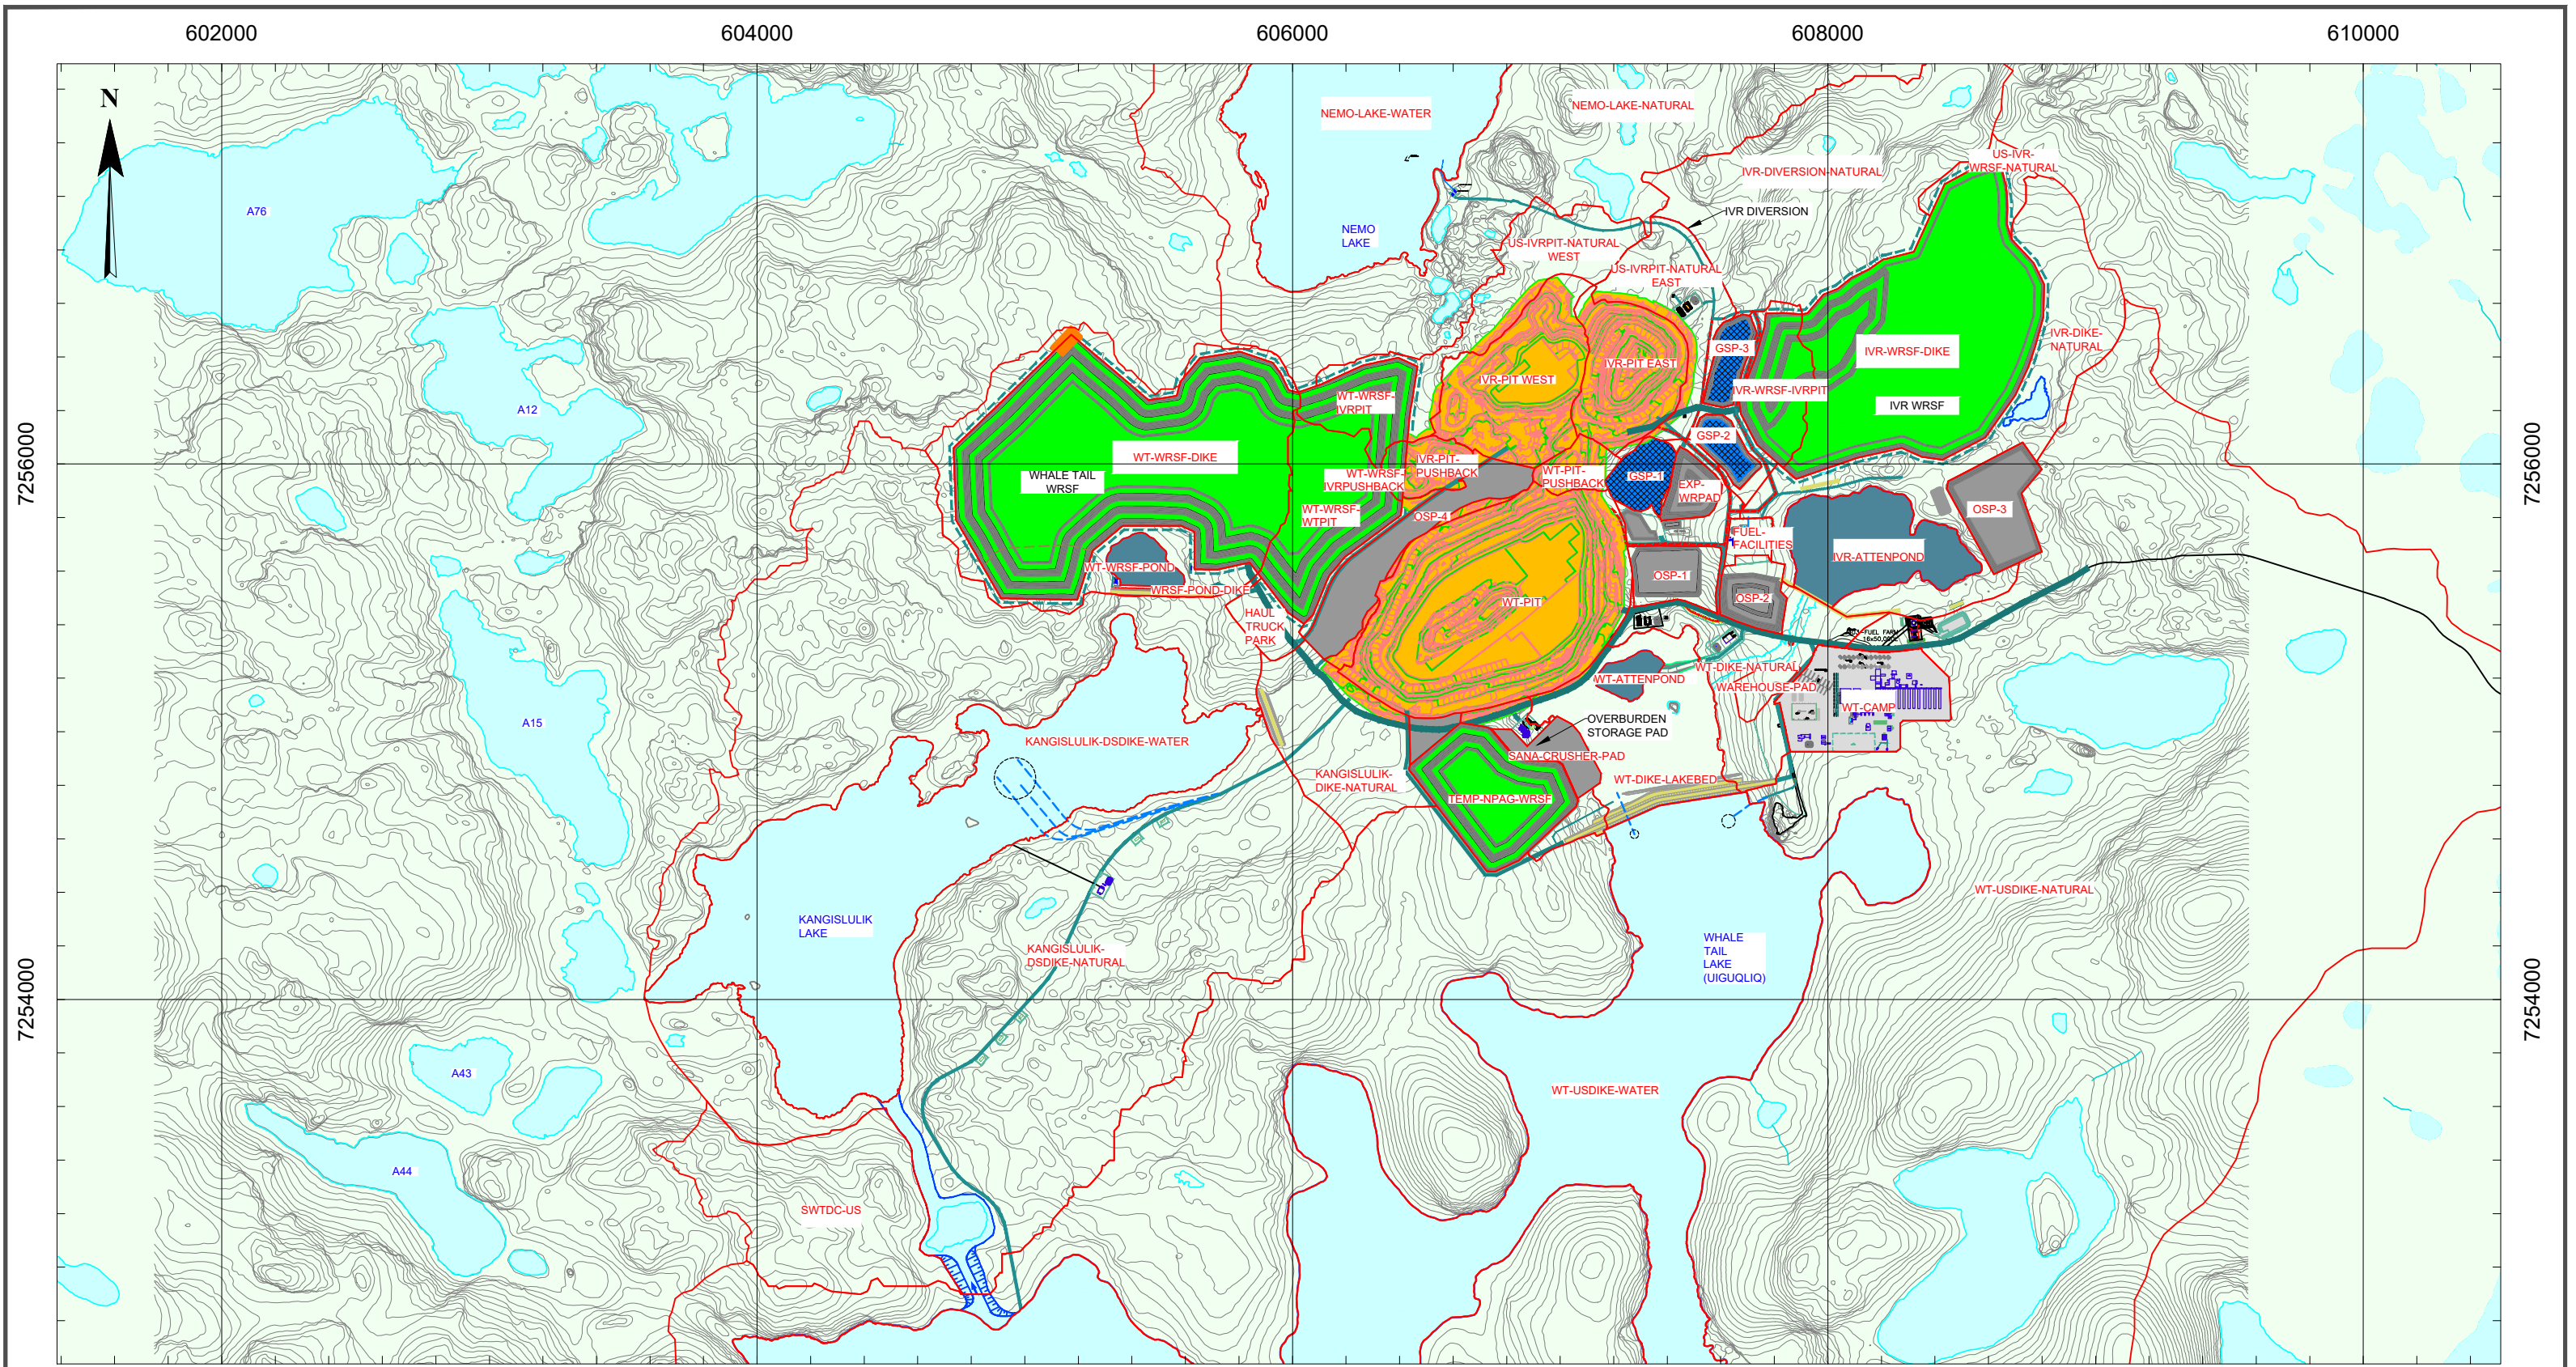 602000
604000
606000
608000
610000
N
NEMO-LAKE-WATER
NEMO-LAKE-NATURAL
US-IVR-
WRSF-NATURAL
IVR-DIVERSION-NATURAL
A76
IVR DIVERSION
NEMO
LAKE
US-IVRPIT-NATURAL
WEST
US-IVRPIT-NATURAL
EAST
IVR-DIKE-
NATURAL
GSP-3
IVR-WRSF-DIKE
IVR-PIT EAST
IVR-PIT WEST
IVR-WRSF-IVRPIT
WT-WRSF-
IVRPIT
IVR WRSF
A12
GSP-2
7256000
7256000
WT-WRSF-DIKE
IVR-PIT-
PUSHBACK
WT-WRSF-
IVRPUSHBACK
WT-PIT-
PUSHBACK
GSP-1
EXP-
WRPAD
WHALE TAIL
WRSF
WT-WRSF-
WTPIT
OSP-4
OSP-3
FUEL-
FACILITIES
IVR-ATTENPOND
WT-WRSF-POND
OSP-1
WRSF-POND-DIKE
OSP-2
WT-PIT
HAUL
TRUCK
PARK
FUEL FARM
WT-DIKE-NATURAL
WT-ATTENPOND
WAREHOUSE-PAD
WT-CAMP
A15
OVERBURDEN
STORAGE PAD
KANGISLULIK-DSDIKE-WATER
SANA-CRUSHER-PAD
KANGISLULIK-
DIKE-NATURAL
WT-DIKE-LAKEBED
TEMP-NPAG-WRSF
WT-USDIKE-NATURAL
KANGISLULIK
LAKE
KANGISLULIK-
DSDIKE-NATURAL
WHALE
TAIL
LAKE
(UIGUQLIQ)
7254000
7254000
A43
WT-USDIKE-WATER
A44
SWTDC-US